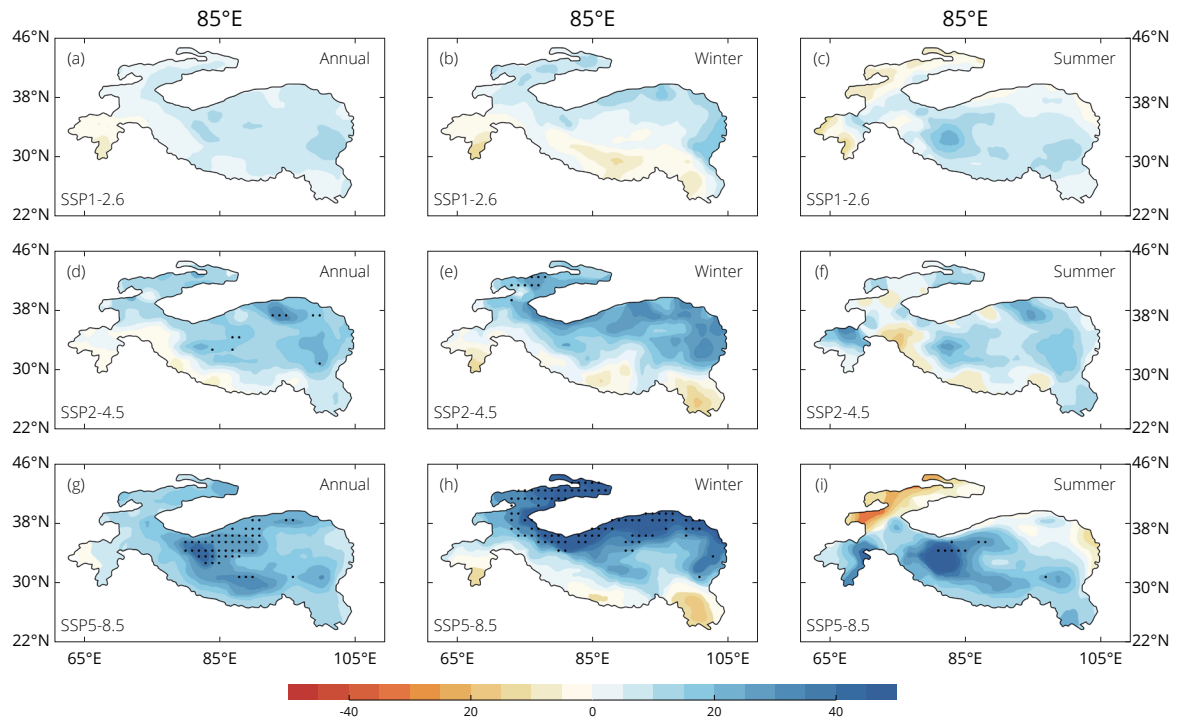 85°E 85°E 85°E
46°N (a) Annual (b) Winter (c) Summer 46°N
38°N 38°N
30°N 30°N
22°N SSP1-2.6 SSP1-2.6 SSP1-2.6 22°N
46°N (d) Annual (e) Winter (f) Summer 46°N
38°N 38°N
30°N 30°N
22°N SSP2-4.5 SSP2-4.5 SSP2-4.5 22°N
46°N (g) Annual (h) Winter (i) Summer 46°N
38°N 38°N
30°N 30°N
22°N SSP5-8.5 SSP5-8.5 SSP5-8.5 22°N
65°E 85°E 105°E 65°E 85°E 105°E 65°E 85°E 105°E
-40 20 0 20 40